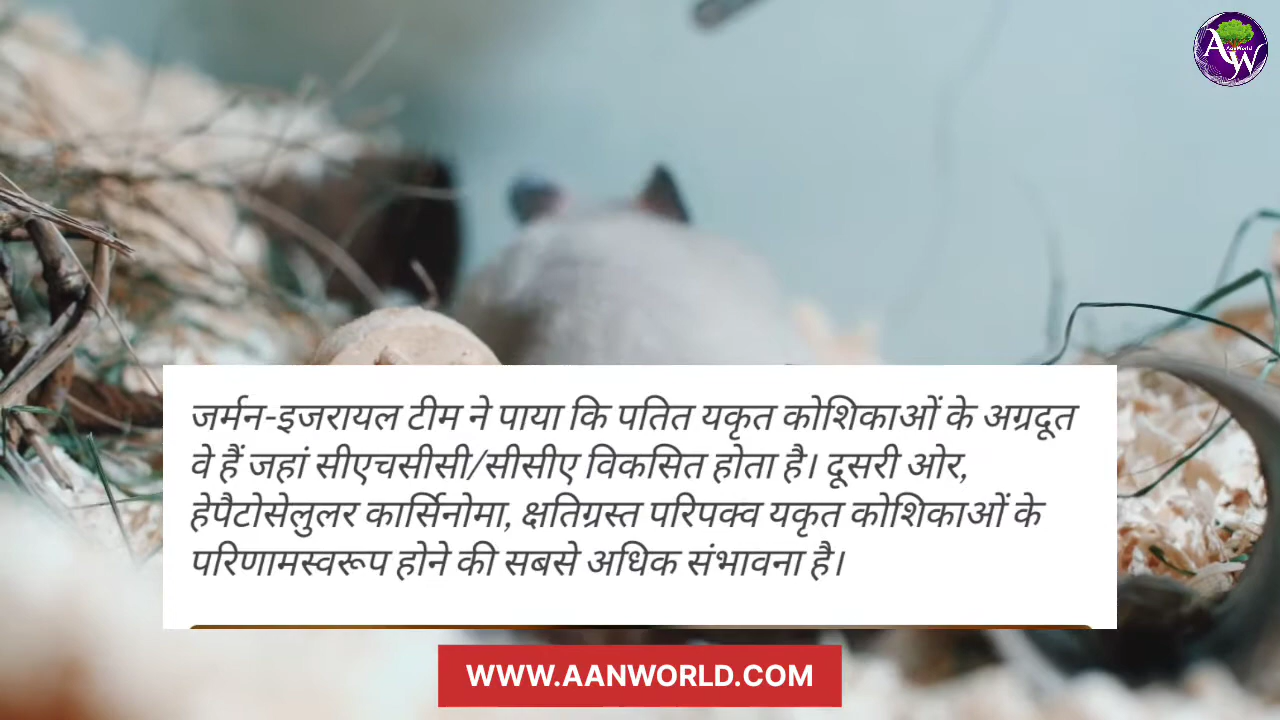 AW
AanWorld
जर्मन-इजरायल टीम ने पाया कि पतित यकृत कोशिकाओं के अग्रदूत
वे हैं जहां सीएचसीसी/सीसीए विकसित होता है। दूसरी ओर,
हेपैटोसेलुलर कार्सिनोमा, क्षतिग्रस्त परिपक्व यकृत कोशिकाओं के
परिणामस्वरूप होने की सबसे अधिक संभावना है।
WWW.AANWORLD.COM